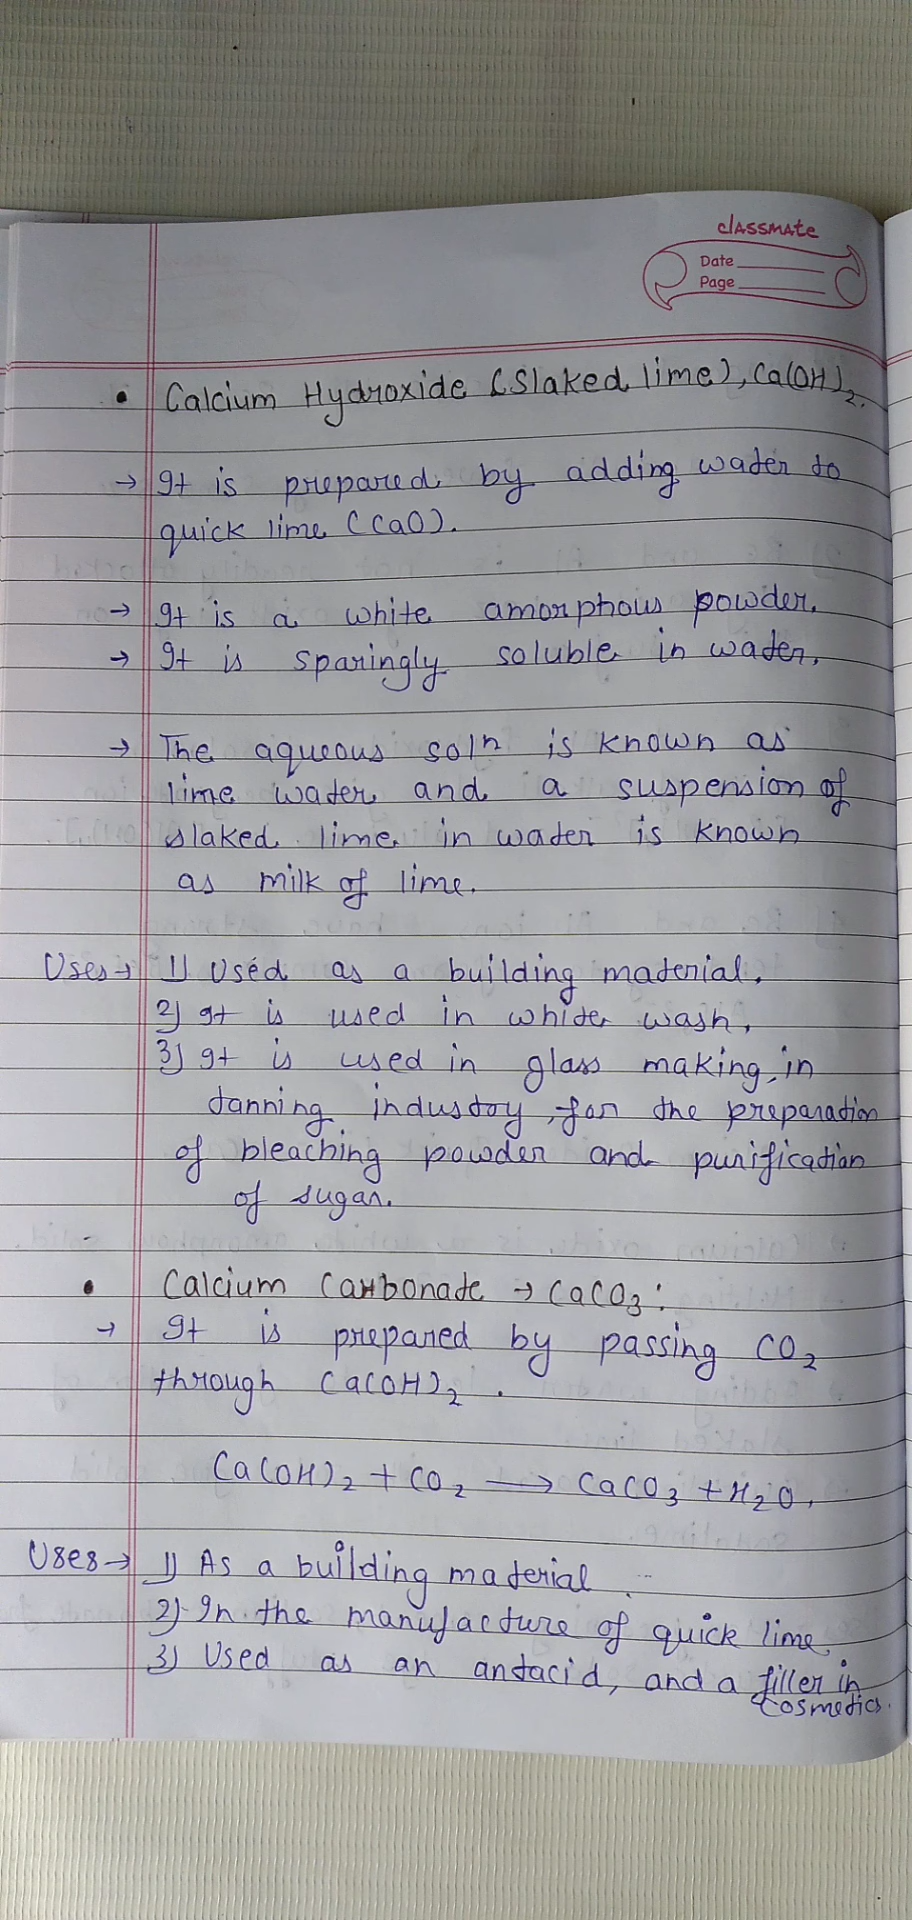 classmate
Date
Page
• Calcium Hydroxide (Slaked lime), Ca(OH)₂.
→ It is prepared by adding water to
quick lime (CaO).
→ It is a white amorphous powder.
→ It is sparingly soluble in water.
→ The aqueous solⁿ is known as
lime water and a suspension of
slaked lime in water is known
as milk of lime.
Uses → 1) Used as a building material.
2) It is used in white wash.
3) It is used in glass making, in
tanning industry, for the preparation
of bleaching powder and purification
of sugar.
• Calcium Carbonate → CaCO₃:
→ It is prepared by passing CO₂
through Ca(OH)₂.
Ca(OH)₂ + CO₂ ⟶ CaCO₃ + H₂O.
Uses → 1) As a building material
2) In the manufacture of quick lime.
3) Used as an antacid, and a filler in
cosmetics.